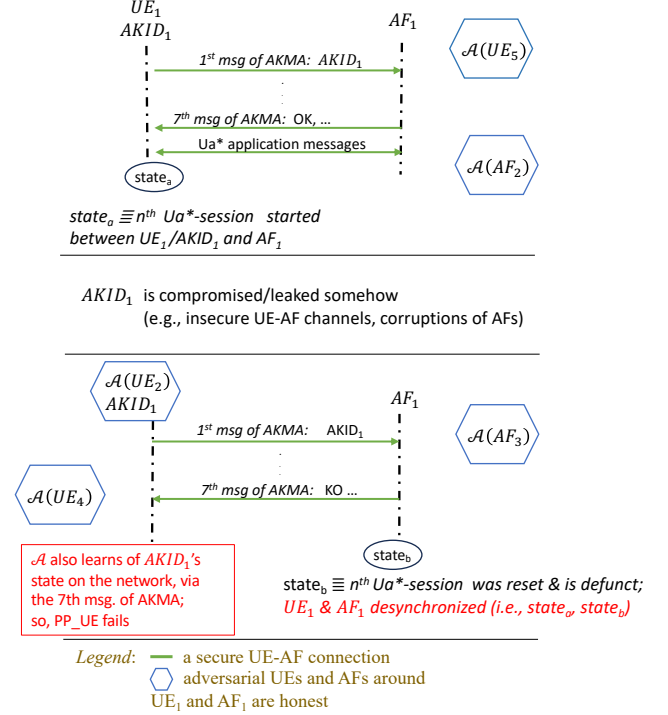 UE₁
AKID₁
AF₁
𝒜(UE₅)
1ˢᵗ msg of AKMA: AKID₁
7ᵗʰ msg of AKMA: OK, ...
Ua* application messages
𝒜(AF₂)
stateₐ
stateₐ ≡ nᵗʰ Ua*-session started
between UE₁/AKID₁ and AF₁
AKID₁ is compromised/leaked somehow
(e.g., insecure UE-AF channels, corruptions of AFs)
𝒜(UE₂)
AKID₁
AF₁
1ˢᵗ msg of AKMA: AKID₁
𝒜(AF₃)
7ᵗʰ msg of AKMA: KO ...
𝒜(UE₄)
state_b
𝒜 also learns of AKID₁'s
state on the network, via
the 7th msg. of AKMA;
so, PP_UE fails
state_b ≡ nᵗʰ Ua*-session was reset & is defunct;
UE₁ & AF₁ desynchronized (i.e., stateₐ, state_b)
Legend: a secure UE-AF connection
adversarial UEs and AFs around
UE₁ and AF₁ are honest